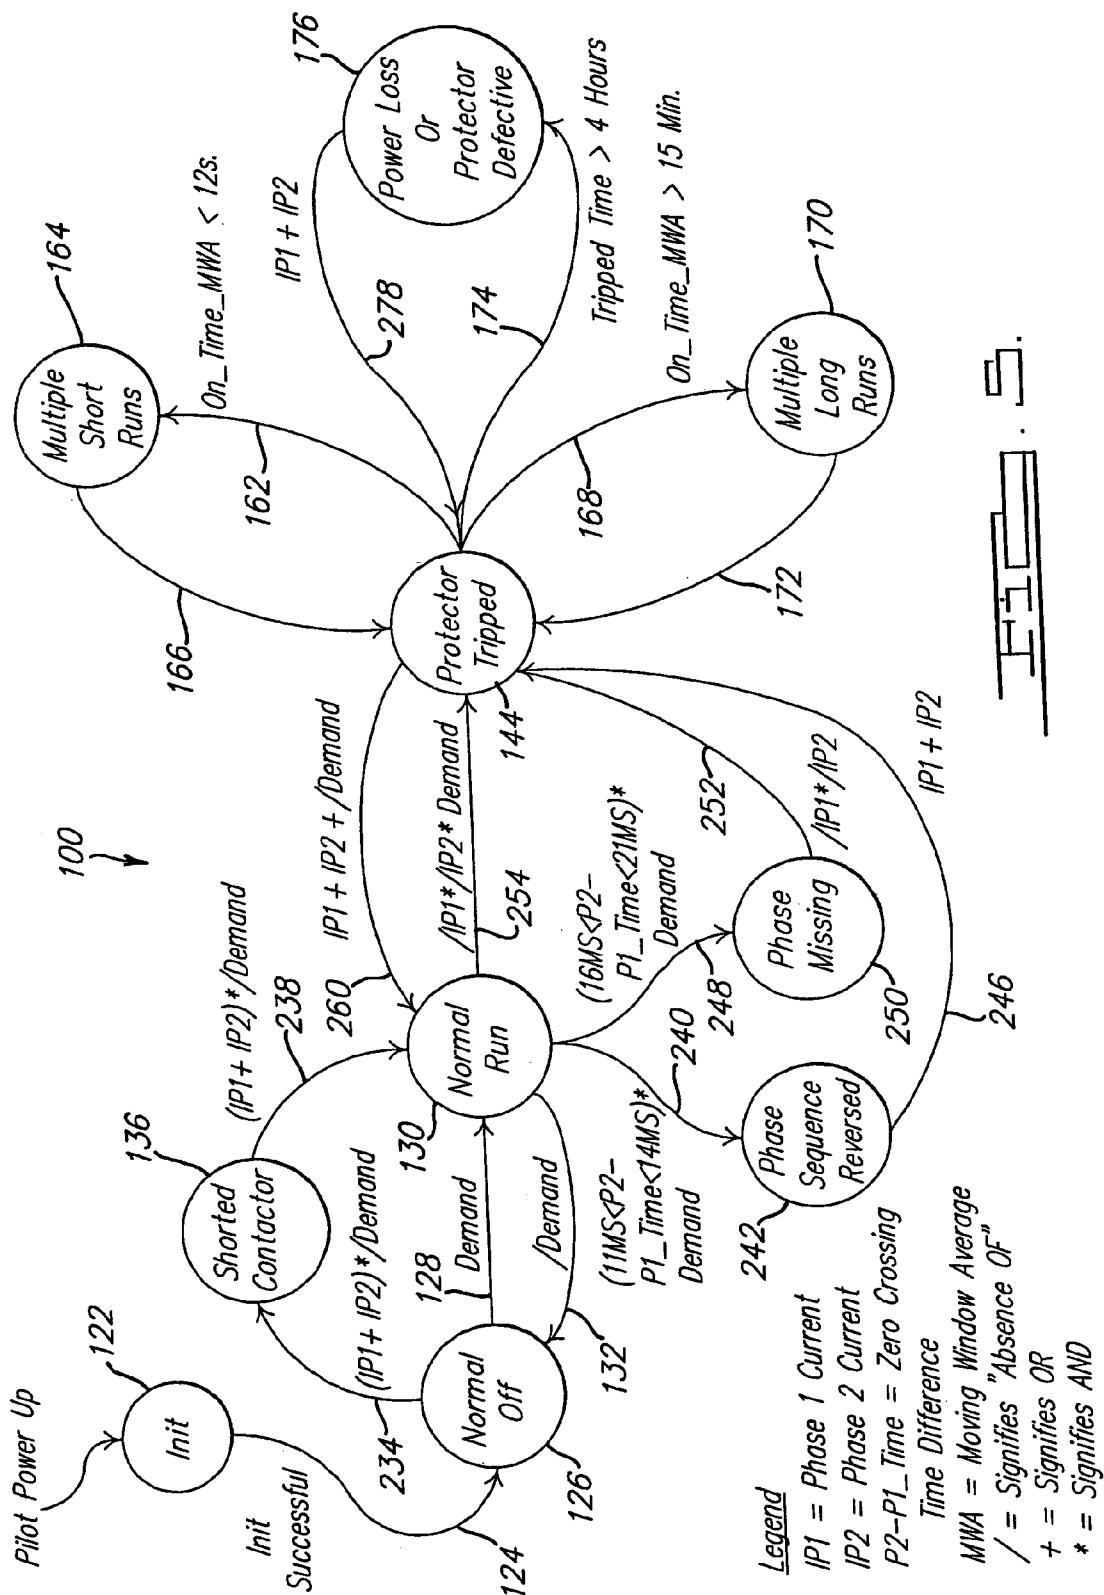 100
Pilot Power Up
Init
122
Init
Successful
124
Normal
Off
126
234
(IP1+ IP2)*/Demand
Shorted
Contactor
136
(IP1+ IP2)*/Demand
238
128
Demand
/Demand
132
Normal
Run
130
260
IP1 + IP2 + /Demand
/IP1*/IP2* Demand
254
(11MS<P2-
P1_Time<14MS)*
Demand
240
Phase
Sequence
Reversed
242
246
IP1 + IP2
(16MS<P2-
P1_Time<21MS)*
Demand
248
Phase
Missing
250
252
/IP1*/IP2
Protector
Tripped
144
166
162
On_Time_MWA < 12s.
Multiple
Short
Runs
164
IP1 + IP2
278
174
Tripped Time > 4 Hours
Power Loss
Or
Protector
Defective
176
168
On_Time_MWA > 15 Min.
Multiple
Long
Runs
170
172
Legend
IP1 = Phase 1 Current
IP2 = Phase 2 Current
P2-P1_Time = Zero Crossing
Time Difference
MWA = Moving Window Average
/ = Signifies "Absence OF"
+ = Signifies OR
* = Signifies AND
Fig. 5.